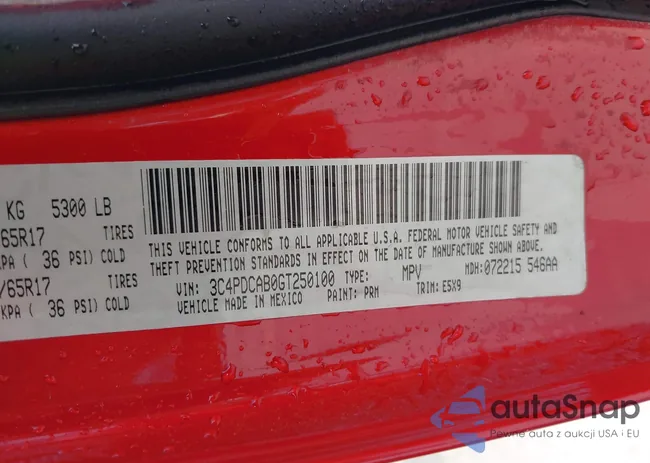 KG 5300 LB
65R17 TIRES
KPA ( 36 PSI) COLD
/65R17 TIRES
KPA ( 36 PSI) COLD
THIS VEHICLE CONFORMS TO ALL APPLICABLE U.S.A. FEDERAL MOTOR VEHICLE SAFETY AND
THEFT PREVENTION STANDARDS IN EFFECT ON THE DATE OF MANUFACTURE SHOWN ABOVE.
VIN: 3C4PDCAB0GT250100 TYPE: MPV MDH: 072215 546AA
VEHICLE MADE IN MEXICO PAINT: PRM TRIM: E5X9
autoSnap
Pewne auta z aukcji USA i EU